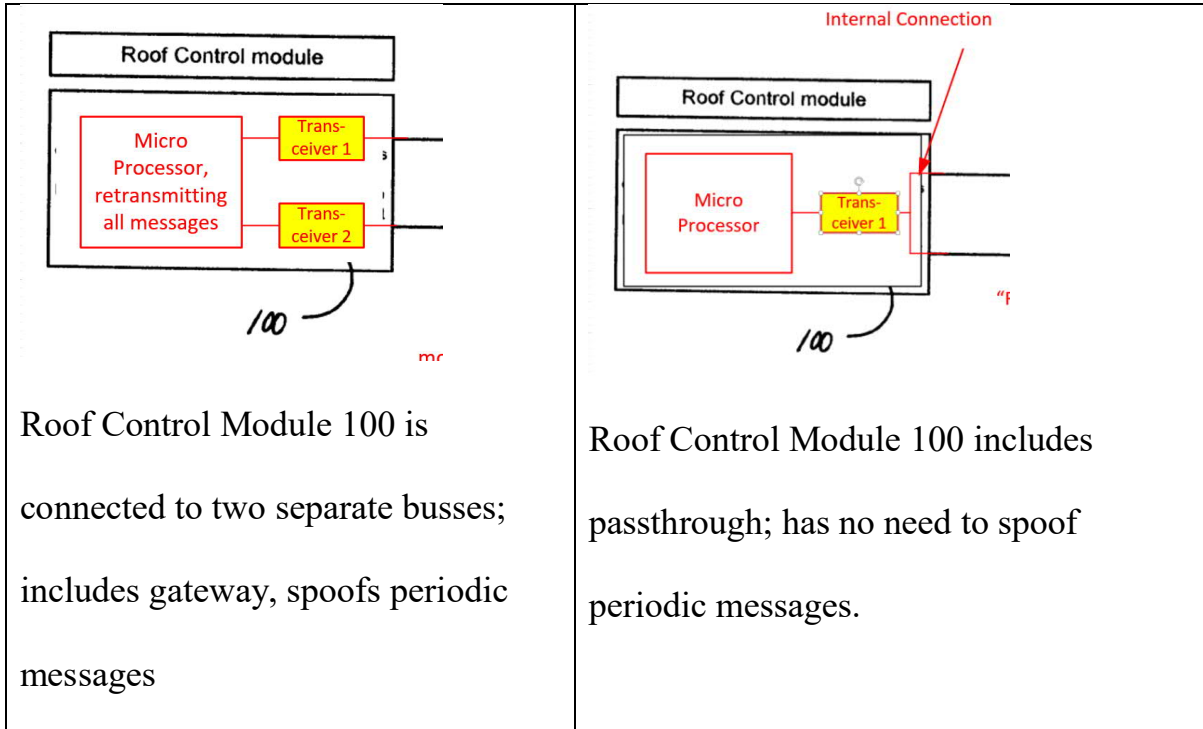 Roof Control module
Micro
Processor,
retransmitting
all messages
Trans-
ceiver 1
Trans-
ceiver 2
100
Roof Control Module 100 is
connected to two separate busses;
includes gateway, spoofs periodic
messages
Internal Connection
Roof Control module
Micro
Processor
Trans-
ceiver 1
100
Roof Control Module 100 includes
passthrough; has no need to spoof
periodic messages.